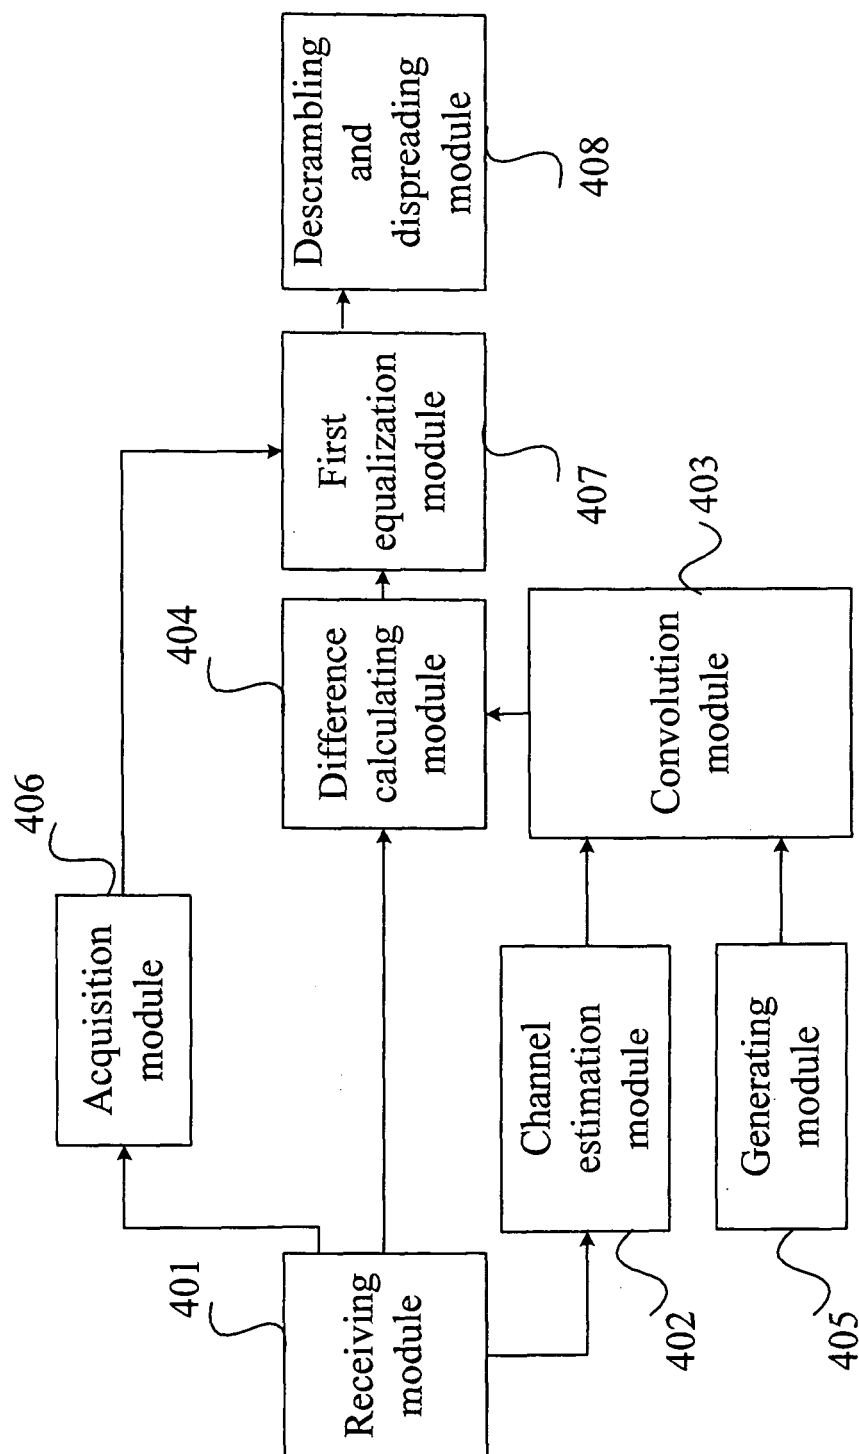 401
Receiving
module
406
Acquisition
module
402
Channel
estimation
module
405
Generating
module
404
Difference
calculating
module
403
Convolution
module
First
equalization
module
407
Descrambling
and
dispreading
module
408